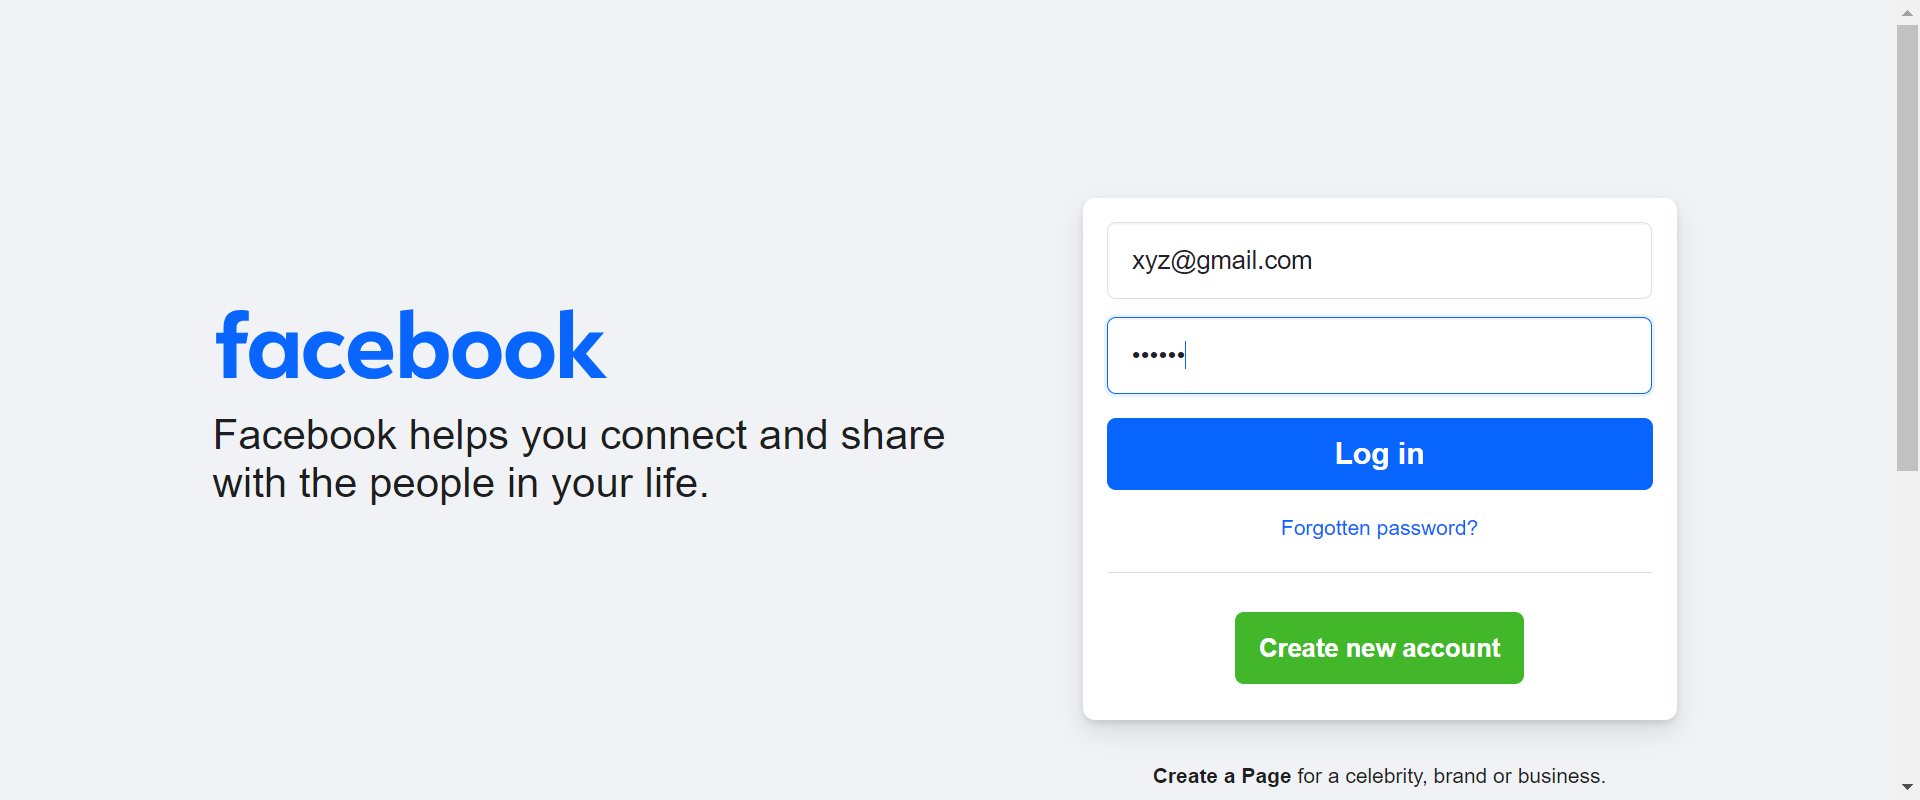 facebook
Facebook helps you connect and share
with the people in your life.
xyz@gmail.com
••••••
Log in
Forgotten password?
Create new account
Create a Page for a celebrity, brand or business.